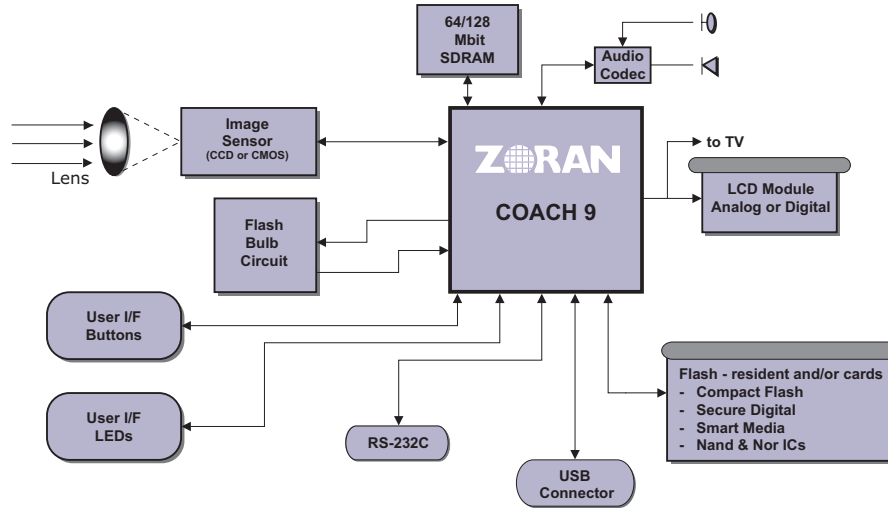 64/128
Mbit
SDRAM
Audio
Codec
Image
Sensor
(CCD or CMOS)
Lens
ZORAN
COACH 9
to TV
LCD Module
Analog or Digital
Flash
Bulb
Circuit
User I/F
Buttons
User I/F
LEDs
RS-232C
USB
Connector
Flash - resident and/or cards
- Compact Flash
- Secure Digital
- Smart Media
- Nand & Nor ICs